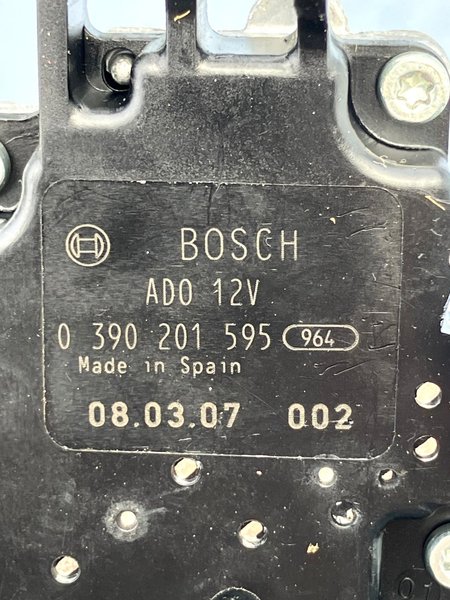 BOSCH
ADO 12V
0 390 201 595 964
Made in Spain
08.03.07 002